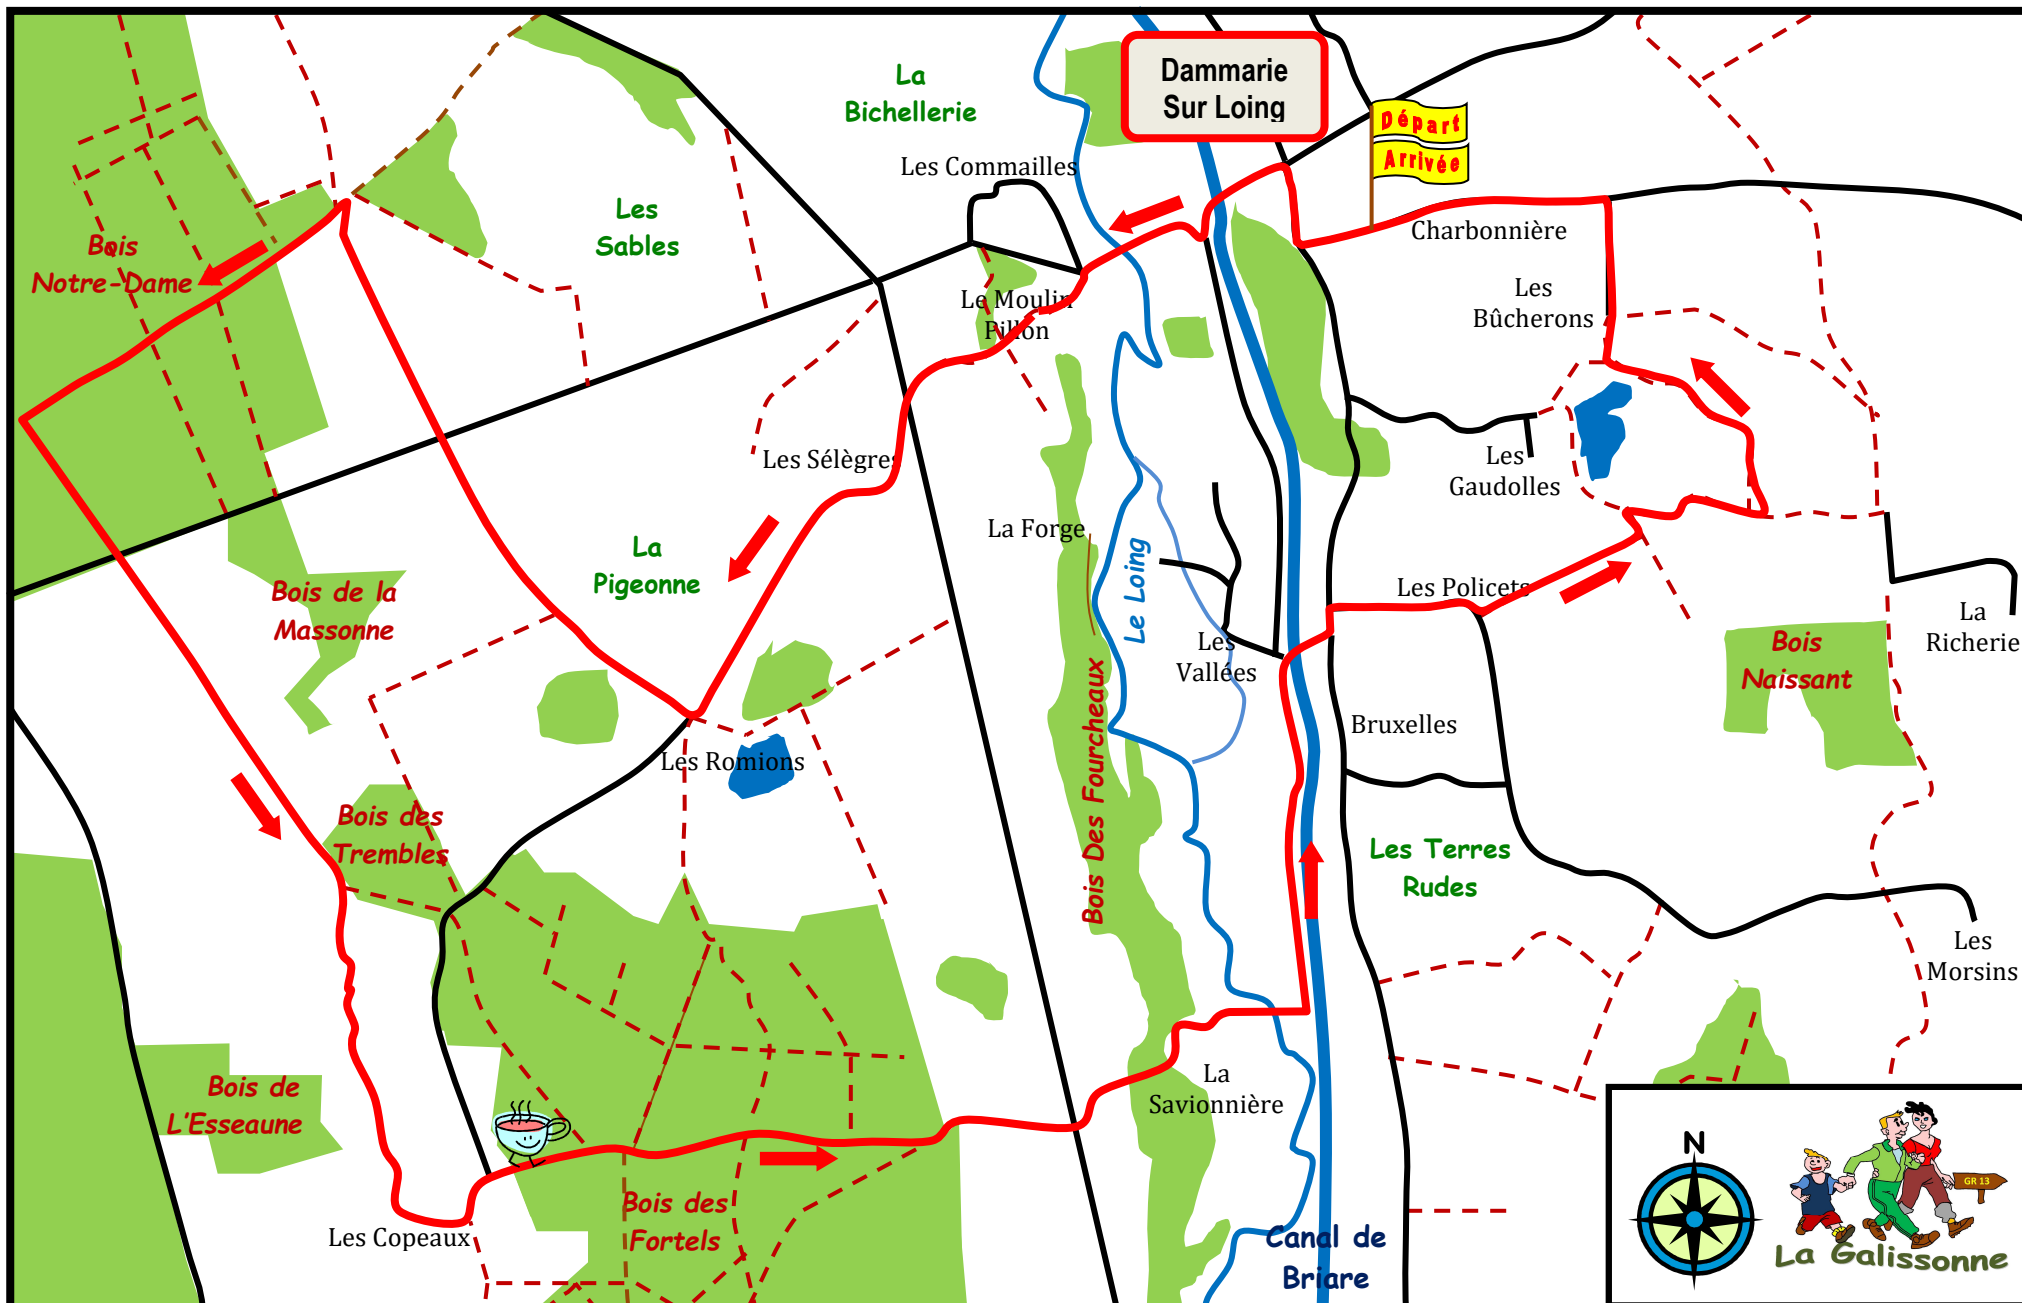 Dammarie
Sur Loing
Départ
Arrivée
La
Bichellerie
Les Commailles
Les
Sables
Bois
Notre-Dame
Charbonnière
Les
Bûcherons
Le Moulin
Pillon
Les Sélègres
Les
Gaudolles
La Forge
Le Loing
La
Pigeonne
Bois de la
Massonne
Les Policets
La
Richerie
Les
Vallées
Bois
Naissant
Bois Des Fourcheaux
Bruxelles
Les Romions
Bois des
Trembles
Les Terres
Rudes
Les
Morsins
Bois de
L'Esseaune
La
Savionnière
Bois des
Fortels
Les Copeaux
Canal de
Briare
N
GR 13
La Galissonne